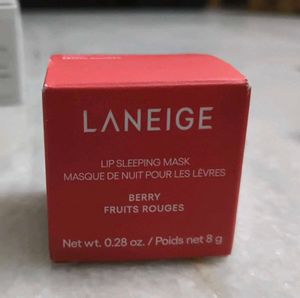 LANEIGE
LIP SLEEPING MASK
MASQUE DE NUIT POUR LES LÈVRES
BERRY
FRUITS ROUGES
Net wt. 0.28 oz. / Poids net 8 g